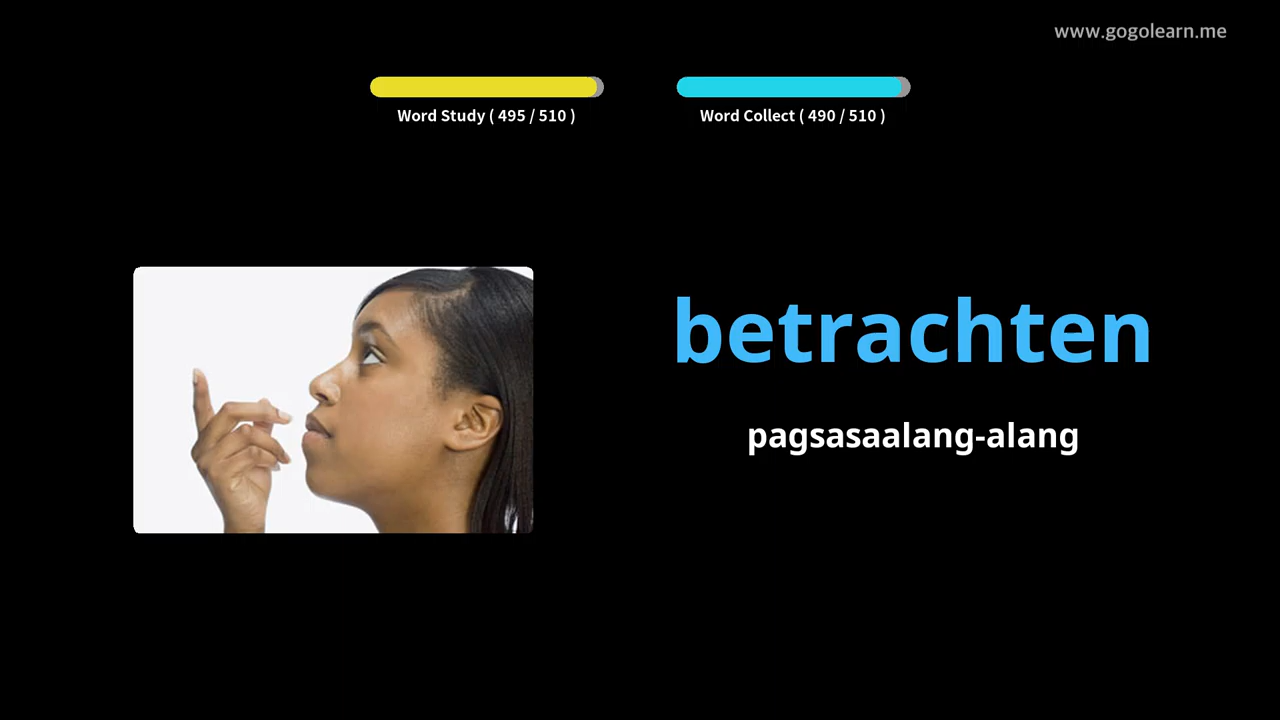 www.gogolearn.me
Word Study ( 495 / 510 )
Word Collect ( 490 / 510 )
betrachten
pagsasaalang-alang